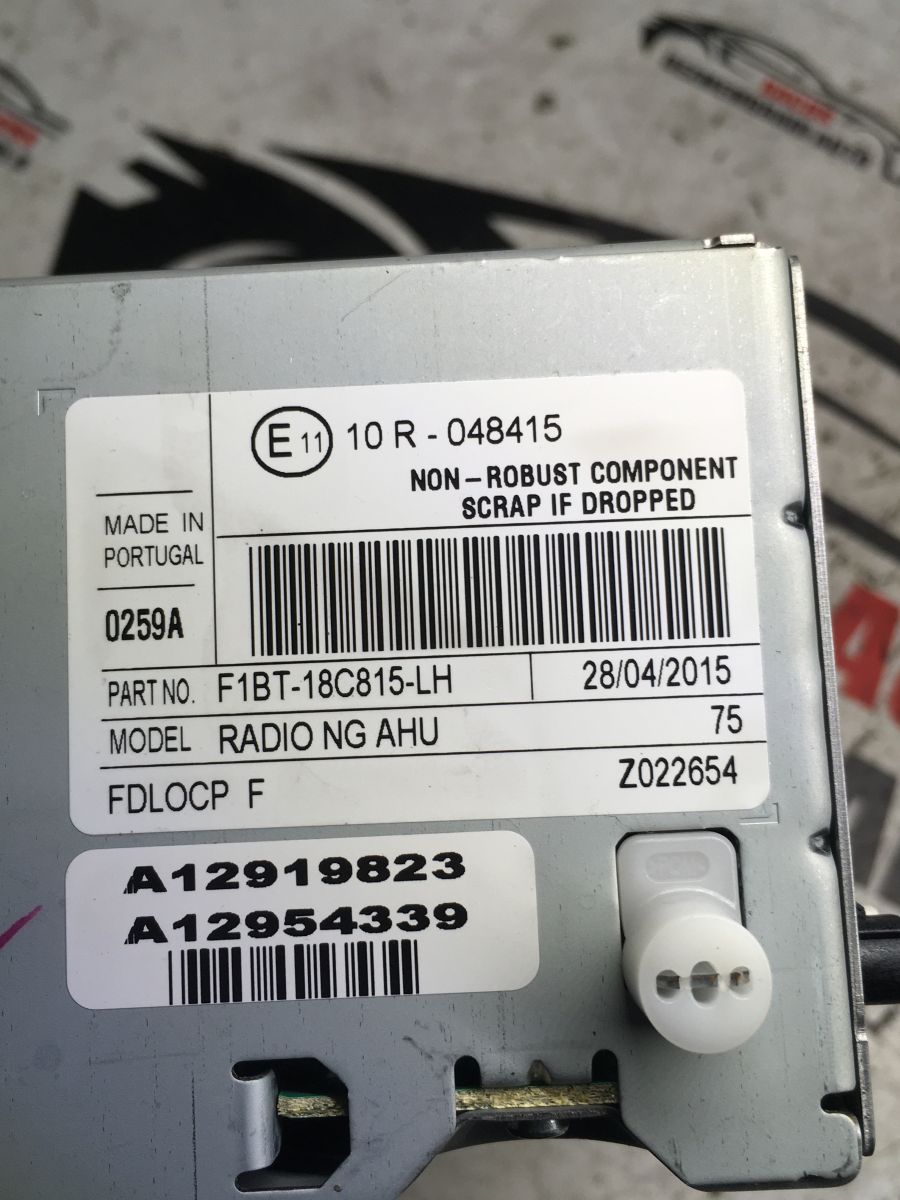 E 11 10 R - 048415
NON-ROBUST COMPONENT
SCRAP IF DROPPED
MADE IN
PORTUGAL
0259A
PART NO. F1BT-18C815-LH 28/04/2015
MODEL RADIO NG AHU 75
FDLOCP F Z022654
A12919823
A12954339